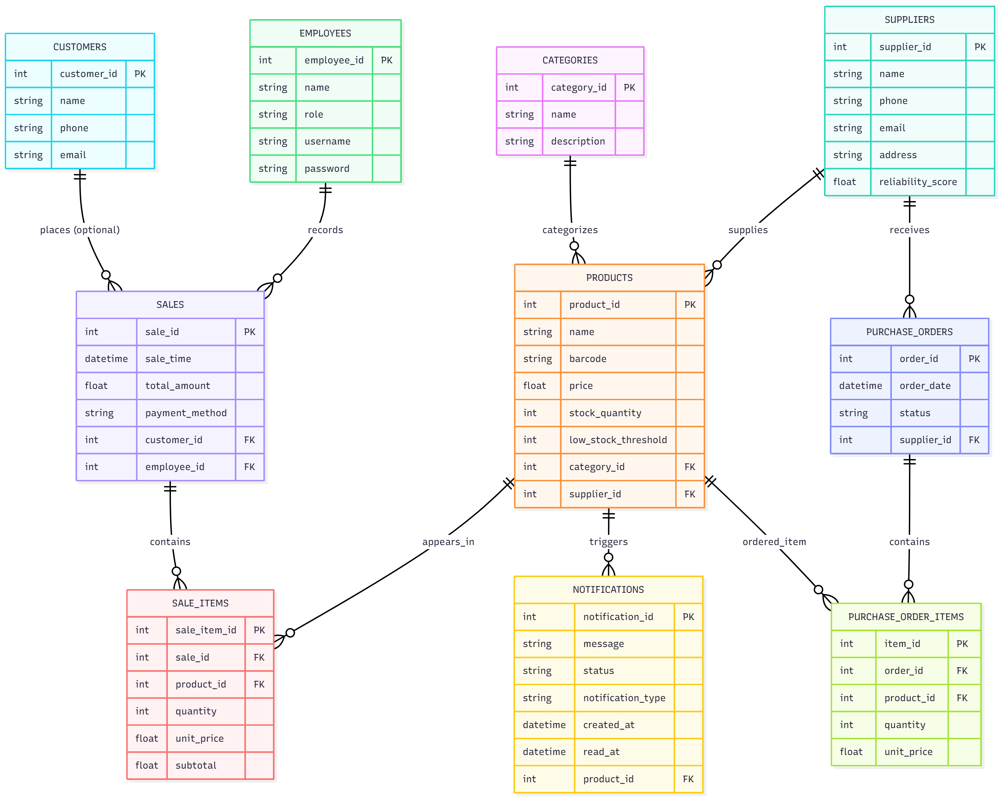 CUSTOMERS
int customer_id PK
string name
string phone
string email
EMPLOYEES
int employee_id PK
string name
string role
string username
string password
CATEGORIES
int category_id PK
string name
string description
SUPPLIERS
int supplier_id PK
string name
string phone
string email
string address
float reliability_score
places (optional)
records
categorizes
supplies
receives
SALES
int sale_id PK
datetime sale_time
float total_amount
string payment_method
int customer_id FK
int employee_id FK
PRODUCTS
int product_id PK
string name
string barcode
float price
int stock_quantity
int low_stock_threshold
int category_id FK
int supplier_id FK
PURCHASE_ORDERS
int order_id PK
datetime order_date
string status
int supplier_id FK
contains
appears_in
triggers
ordered_item
contains
SALE_ITEMS
int sale_item_id PK
int sale_id FK
int product_id FK
int quantity
float unit_price
float subtotal
NOTIFICATIONS
int notification_id PK
string message
string status
string notification_type
datetime created_at
datetime read_at
int product_id FK
PURCHASE_ORDER_ITEMS
int item_id PK
int order_id FK
int product_id FK
int quantity
float unit_price